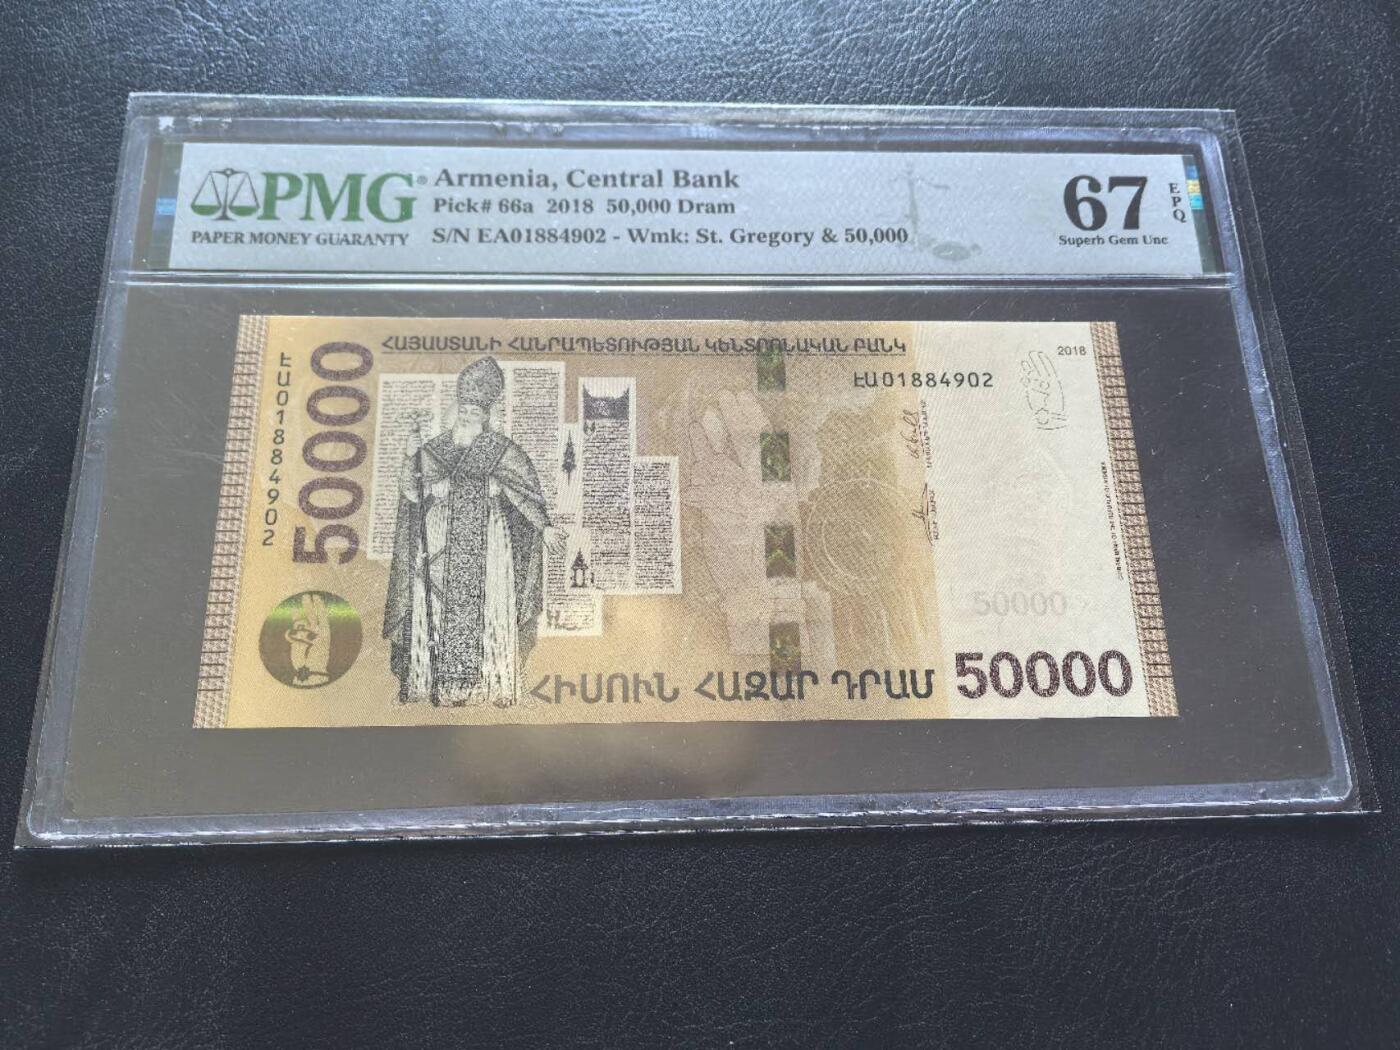 PMG®
PAPER MONEY GUARANTY
Armenia, Central Bank
Pick# 66a 2018 50,000 Dram
S/N EA01884902 - Wmk: St. Gregory & 50,000
67
EPQ
Superb Gem Unc
ՀԱՅԱՍՏԱՆԻ ՀԱՆՐԱՊԵՏՈՒԹՅԱՆ ԿԵՆՏՐՈՆԱԿԱՆ ԲԱՆԿ
2018
ԷԱ01884902
ԷԱ01884902
50000
50000
ՀԻՍՈՒՆ ՀԱԶԱՐ ԴՐԱՄ
50000